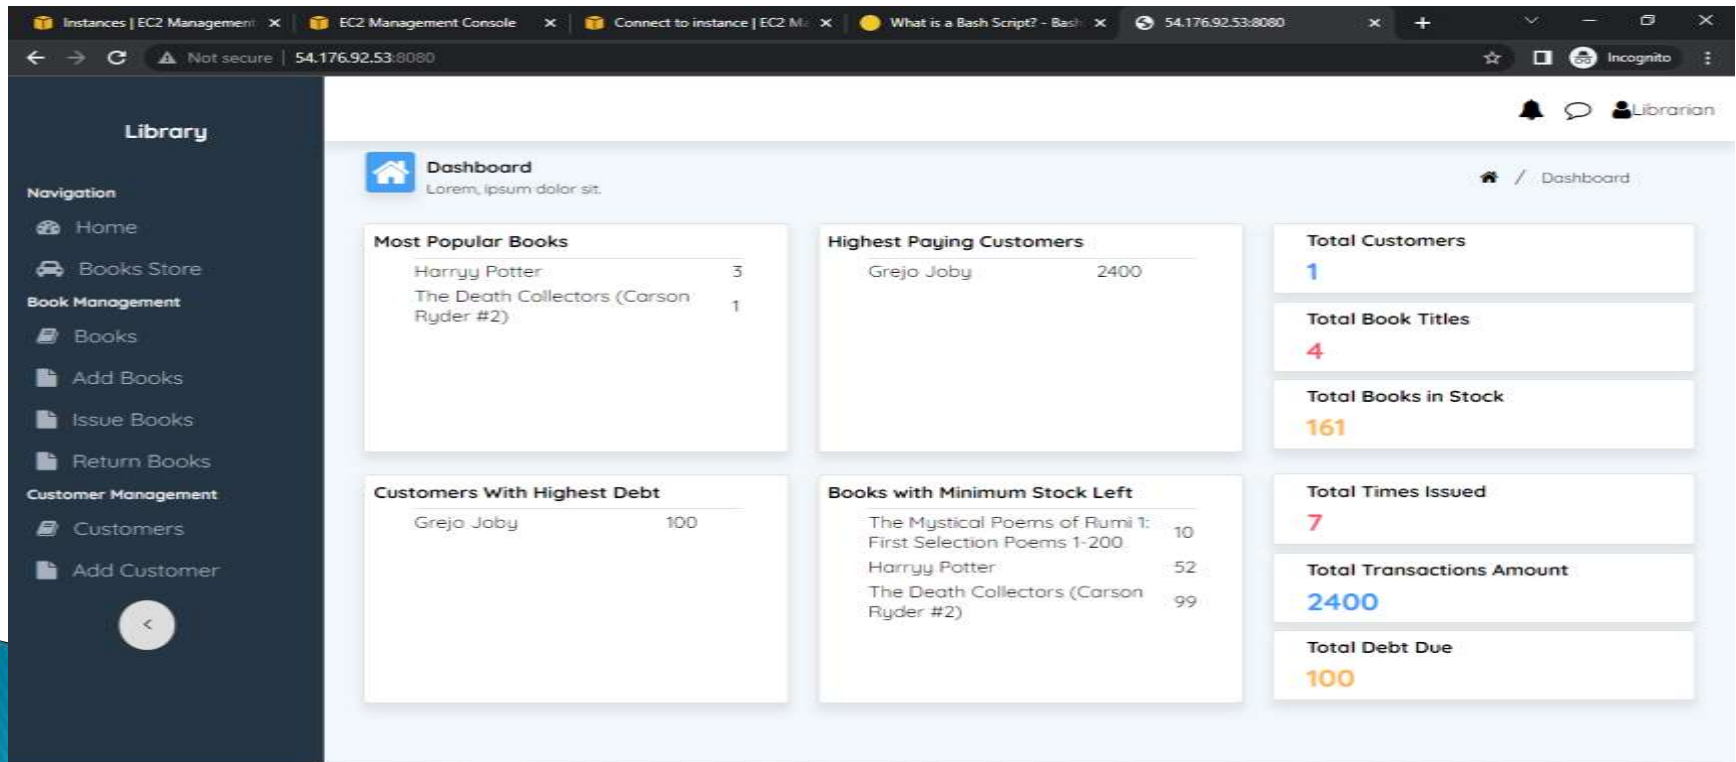 Instances | EC2 Management
EC2 Management Console
Connect to instance | EC2 Ma
What is a Bash Script? - Bash
54.176.92.53:8080
Not secure | 54.176.92.53:8080
Incognito
Library
Librarian
Dashboard
Lorem, ipsum dolor sit.
/ Dashboard
Navigation
Home
Books Store
Book Management
Books
Add Books
Issue Books
Return Books
Customer Management
Customers
Add Customer
<
Most Popular Books
Harryy Potter 3
The Death Collectors (Carson
Ryder #2) 1
Highest Paying Customers
Grejo Joby 2400
Total Customers
1
Total Book Titles
4
Total Books in Stock
161
Customers With Highest Debt
Grejo Joby 100
Books with Minimum Stock Left
The Mystical Poems of Rumi 1:
First Selection Poems 1-200 10
Harryy Potter 52
The Death Collectors (Carson
Ryder #2) 99
Total Times Issued
7
Total Transactions Amount
2400
Total Debt Due
100